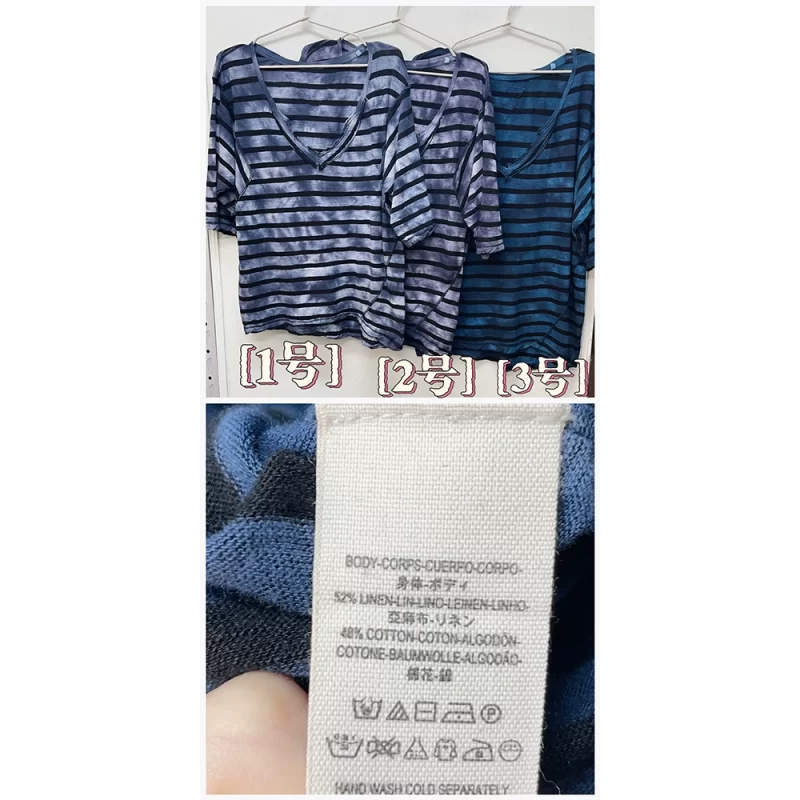 [1号]
[2号]
[3号]
BODY-CORPS-CUERPO-CORPO-
身体-ボディ
52% LINEN-LIN-LINO-LEINEN-LINHO-
亞麻布-リネン
48% COTTON-COTON-ALGODÓN-
COTONE-BAUMWOLLE-ALGODÃO-
棉花-綿
HAND WASH COLD SEPARATELY